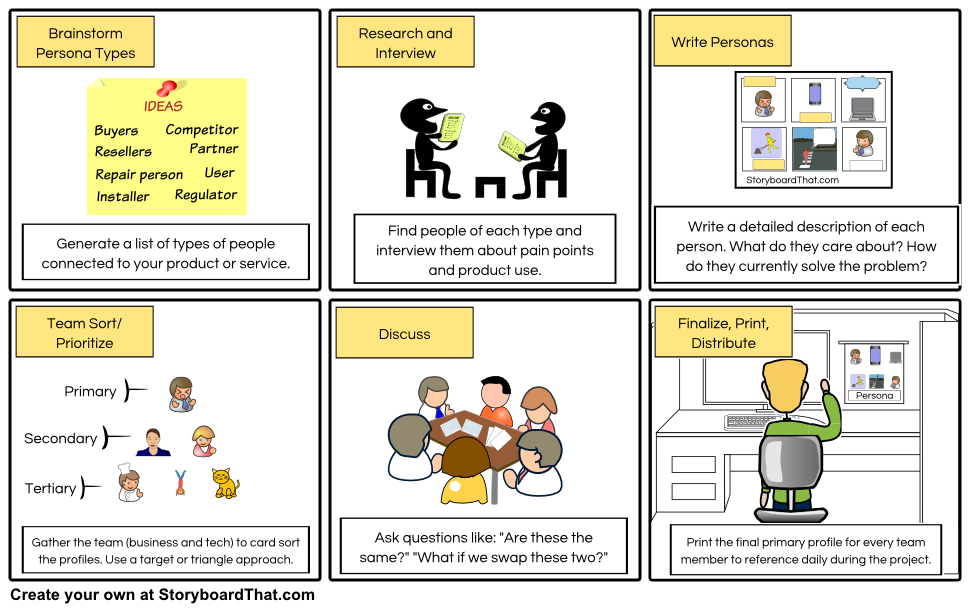 Brainstorm
Persona Types
IDEAS
Buyers Competitor
Resellers Partner
Repair person User
Installer Regulator
Generate a list of types of people
connected to your product or service.
Research and
Interview
Find people of each type and
interview them about pain points
and product use.
Write Personas
StoryboardThat.com
Write a detailed description of each
person. What do they care about? How
do they currently solve the problem?
Team Sort/
Prioritize
Primary
Secondary
Tertiary
Gather the team (business and tech) to card sort
the profiles. Use a target or triangle approach.
Discuss
Ask questions like: "Are these the
same?" "What if we swap these two?"
Finalize, Print,
Distribute
Persona
Print the final primary profile for every team
member to reference daily during the project.
Create your own at StoryboardThat.com